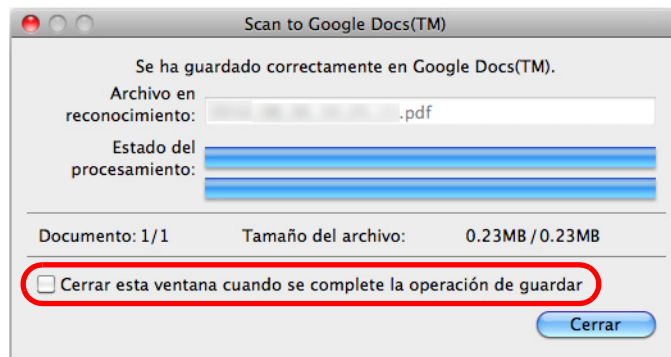 Scan to Google Docs(TM)
Se ha guardado correctamente en Google Docs(TM).
Archivo en
reconocimiento:
.pdf
Estado del
procesamiento:
Documento: 1/1 Tamaño del archivo: 0.23MB / 0.23MB
Cerrar esta ventana cuando se complete la operación de guardar
Cerrar